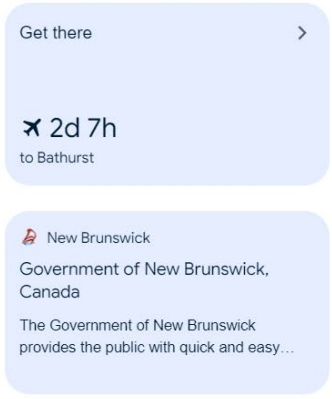 Get there
2d 7h
to Bathurst
New Brunswick
Government of New Brunswick,
Canada
The Government of New Brunswick
provides the public with quick and easy...